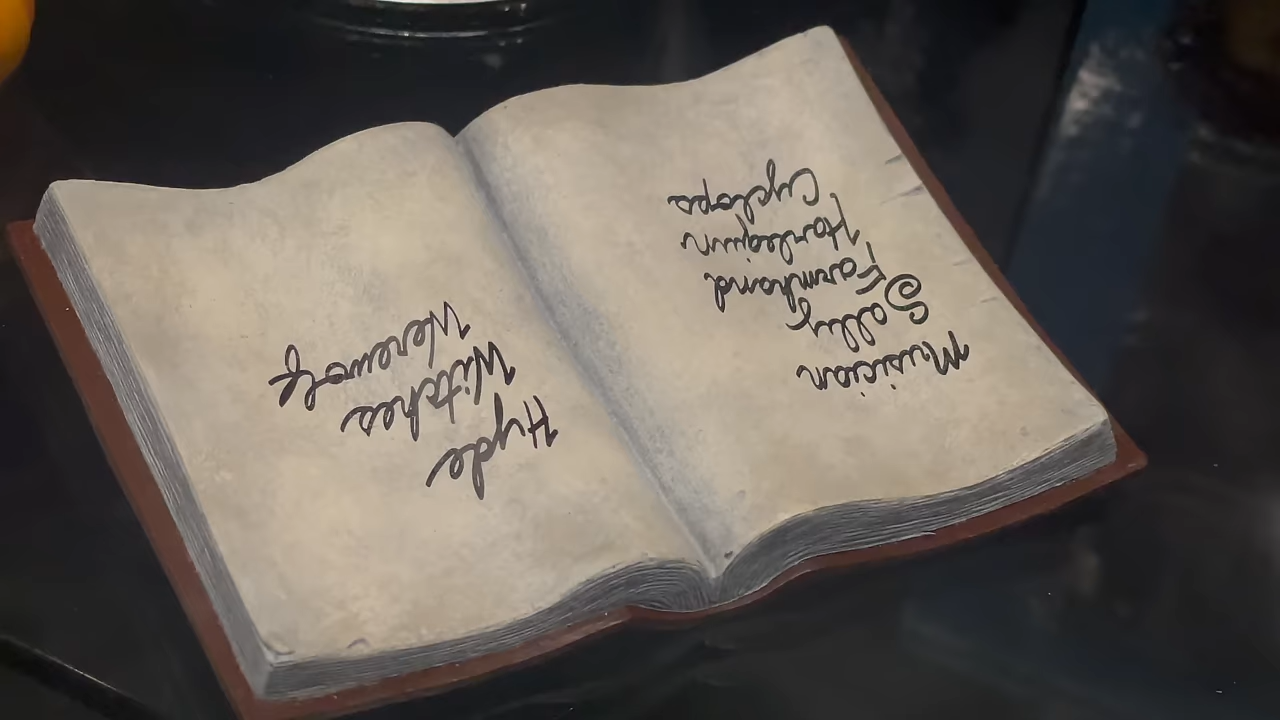 Musician
Sally
Farmhand
Harlequin
Cyclops
Hyde
Witches
Werewolf